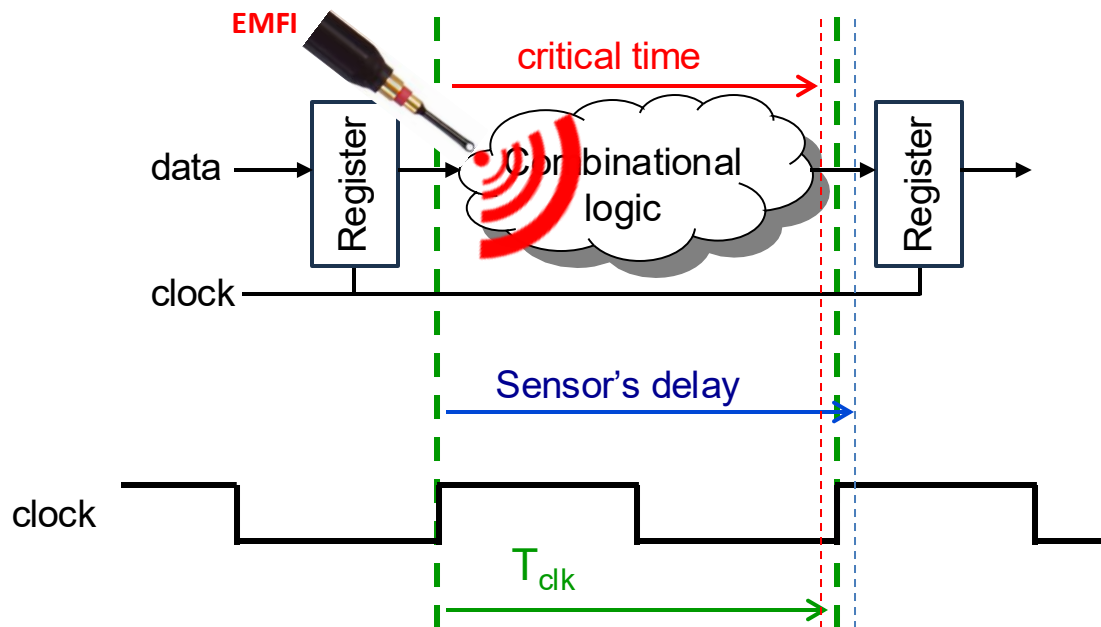 EMFI
critical time
data
Register
Combinational
logic
Register
clock
Sensor’s delay
clock
Tclk